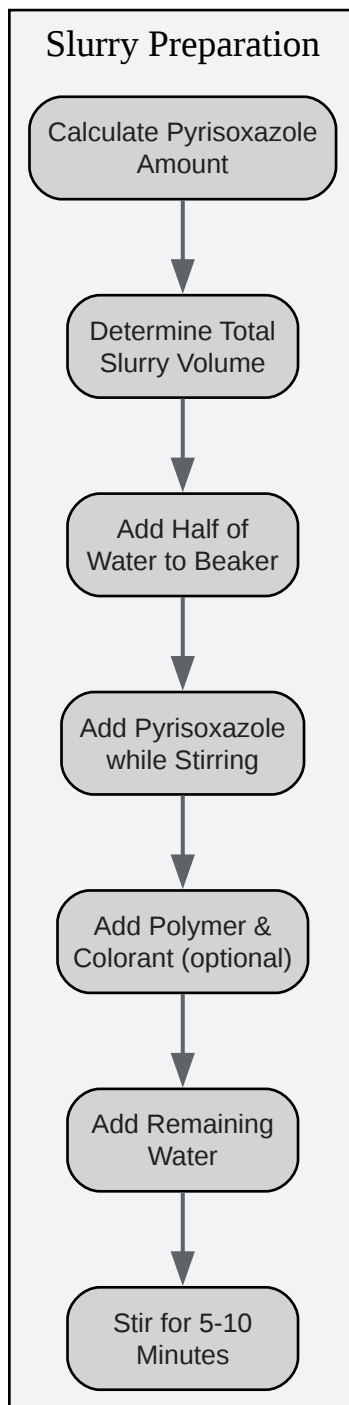 Slurry Preparation
Calculate Pyrisoxazole
Amount
Determine Total
Slurry Volume
Add Half of
Water to Beaker
Add Pyrisoxazole
while Stirring
Add Polymer &
Colorant (optional)
Add Remaining
Water
Stir for 5-10
Minutes